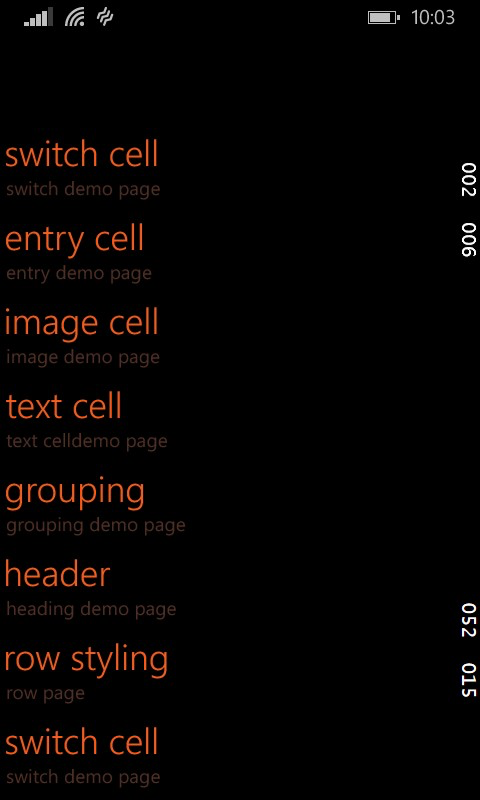 10:03
switch cell
switch demo page
002
entry cell
entry demo page
006
image cell
image demo page
text cell
text celldemo page
grouping
grouping demo page
header
heading demo page
052
row styling
row page
015
switch cell
switch demo page